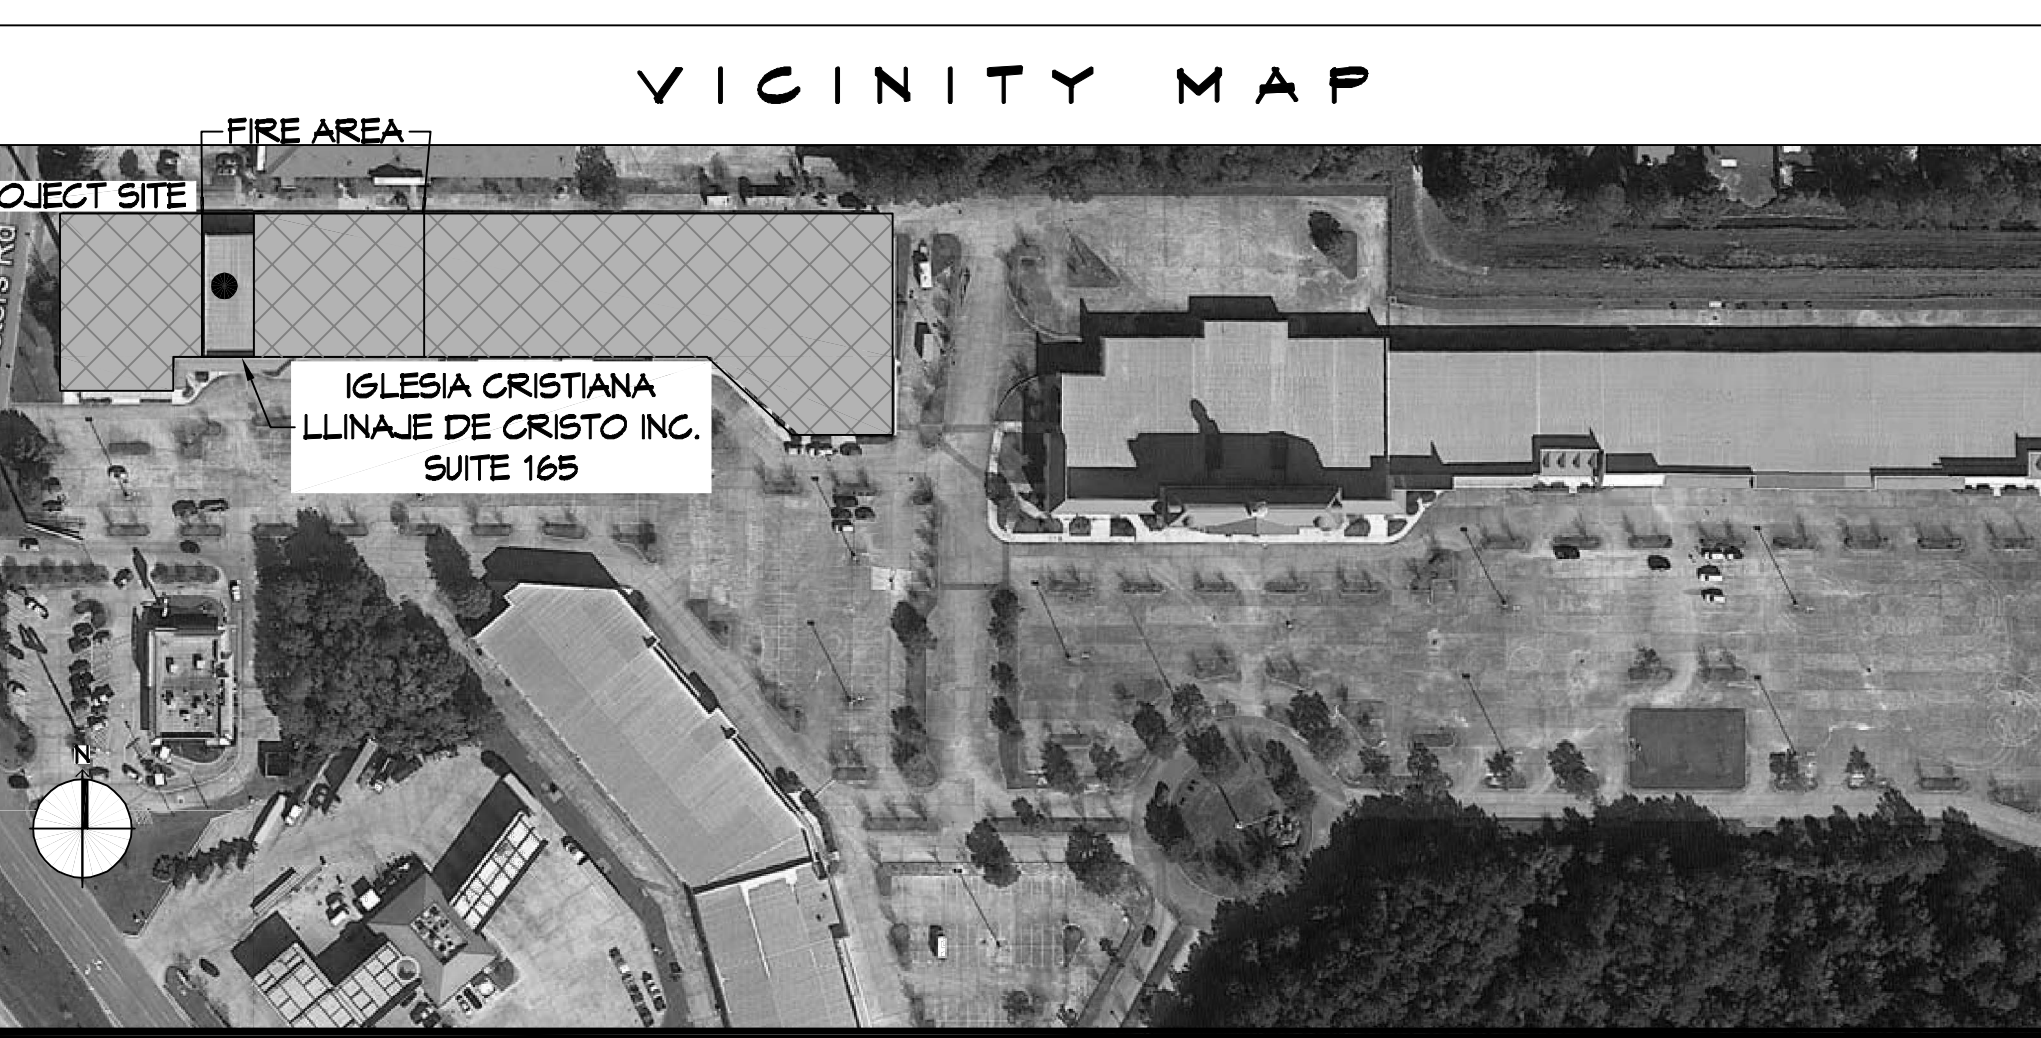 VICINITY MAP
FIRE AREA
OJECT SITE
IGLESIA CRISTIANA
LLINAJE DE CRISTO INC.
SUITE 165
N